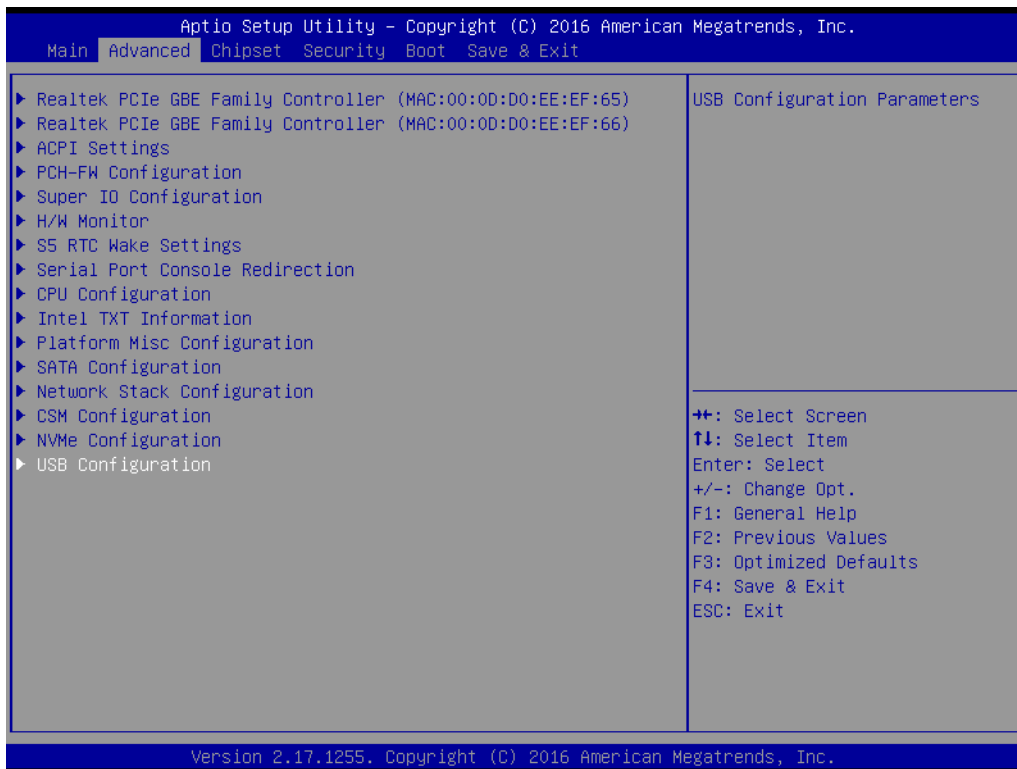 Aptio Setup Utility – Copyright (C) 2016 American Megatrends, Inc.
Main Advanced Chipset Security Boot Save & Exit
▶ Realtek PCIe GBE Family Controller (MAC:00:0D:D0:EE:EF:65)
▶ Realtek PCIe GBE Family Controller (MAC:00:0D:D0:EE:EF:66)
▶ ACPI Settings
▶ PCH-FW Configuration
▶ Super IO Configuration
▶ H/W Monitor
▶ S5 RTC Wake Settings
▶ Serial Port Console Redirection
▶ CPU Configuration
▶ Intel TXT Information
▶ Platform Misc Configuration
▶ SATA Configuration
▶ Network Stack Configuration
▶ CSM Configuration
▶ NVMe Configuration
▶ USB Configuration
USB Configuration Parameters
→←: Select Screen
↑↓: Select Item
Enter: Select
+/-: Change Opt.
F1: General Help
F2: Previous Values
F3: Optimized Defaults
F4: Save & Exit
ESC: Exit
Version 2.17.1255. Copyright (C) 2016 American Megatrends, Inc.